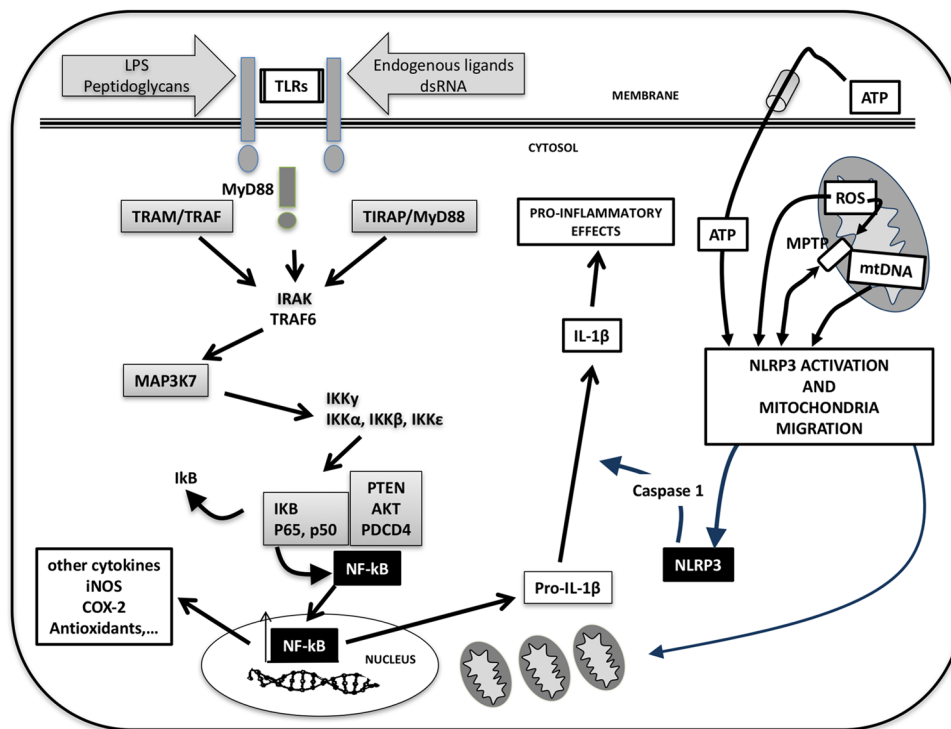 LPS
Peptidoglycans
TLRs
Endogenous ligands
dsRNA
MEMBRANE
ATP
CYTOSOL
MyD88
TRAM/TRAF
TIRAP/MyD88
PRO-INFLAMMATORY
EFFECTS
ATP
ROS
MPTP
mtDNA
IRAK
TRAF6
IL-1β
MAP3K7
NLRP3 ACTIVATION
AND
MITOCHONDRIA
MIGRATION
IKKγ
IKKα, IKKβ, IKKε
IkB
IKB
P65, p50
PTEN
AKT
PDCD4
Caspase 1
NF-kB
NLRP3
Pro-IL-1β
other cytokines
iNOS
COX-2
Antioxidants,...
NF-kB
NUCLEUS